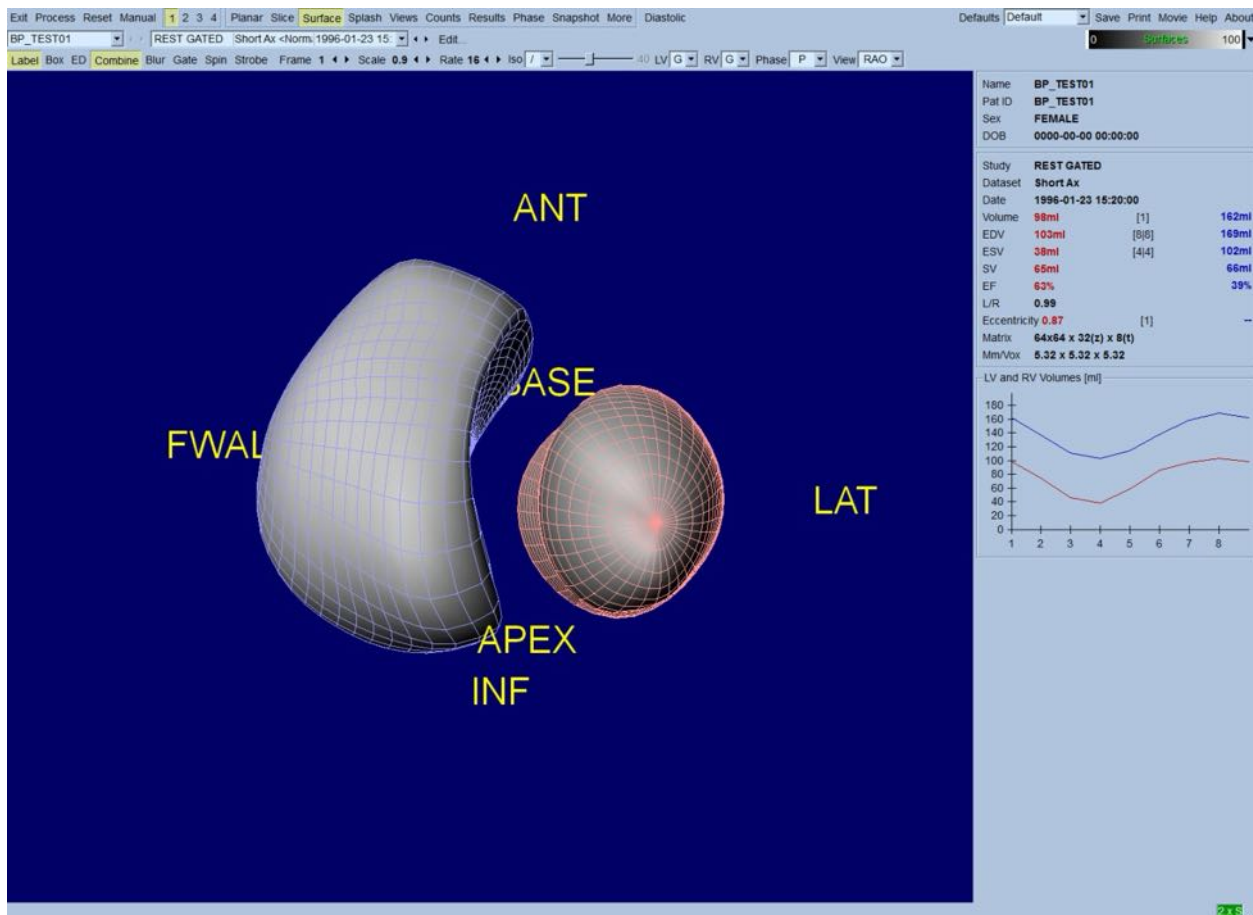 Exit Process Reset Manual 1 2 3 4 Planar Slice Surface Splash Views Counts Results Phase Snapshot More Diastolic Defaults Default Save Print Movie Help About
BP_TEST01 REST GATED Short Ax <Norm 1996-01-23 15: Edit... 0 Surfaces 100
Label Box ED Combine Blur Gate Spin Strobe Frame 1 Scale 0.9 Rate 16 Iso / 40 LV G RV G Phase P View RAO
Name BP_TEST01
Pat ID BP_TEST01
Sex FEMALE
DOB 0000-00-00 00:00:00
Study REST GATED
Dataset Short Ax
Date 1996-01-23 15:20:00
Volume 98ml [1] 162ml
EDV 103ml [8|8] 169ml
ESV 38ml [4|4] 102ml
SV 65ml 66ml
EF 63% 39%
L/R 0.99
Eccentricity 0.87 [1] --
Matrix 64x64 x 32(z) x 8(t)
Mm/Vox 5.32 x 5.32 x 5.32
LV and RV Volumes [ml]
180
160
140
120
100
80
60
40
20
0
1 2 3 4 5 6 7 8
ANT
BASE
FWAL
LAT
APEX
INF
2 x S